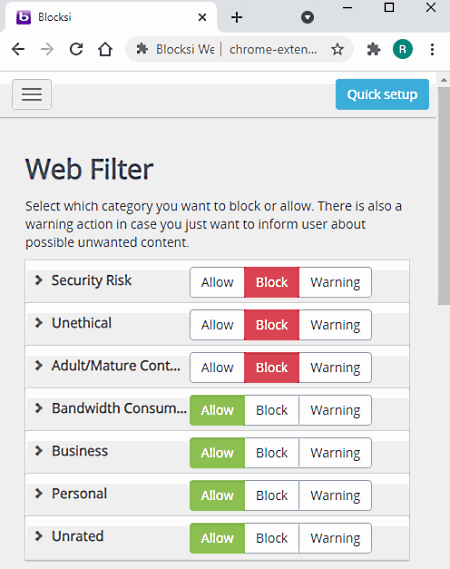 Blocksi
Blocksi We | chrome-exten...
R
Quick setup
Web Filter
Select which category you want to block or allow. There is also a
warning action in case you just want to inform user about
possible unwanted content.
Security Risk Allow Block Warning
Unethical Allow Block Warning
Adult/Mature Cont... Allow Block Warning
Bandwidth Consum... Allow Block Warning
Business Allow Block Warning
Personal Allow Block Warning
Unrated Allow Block Warning